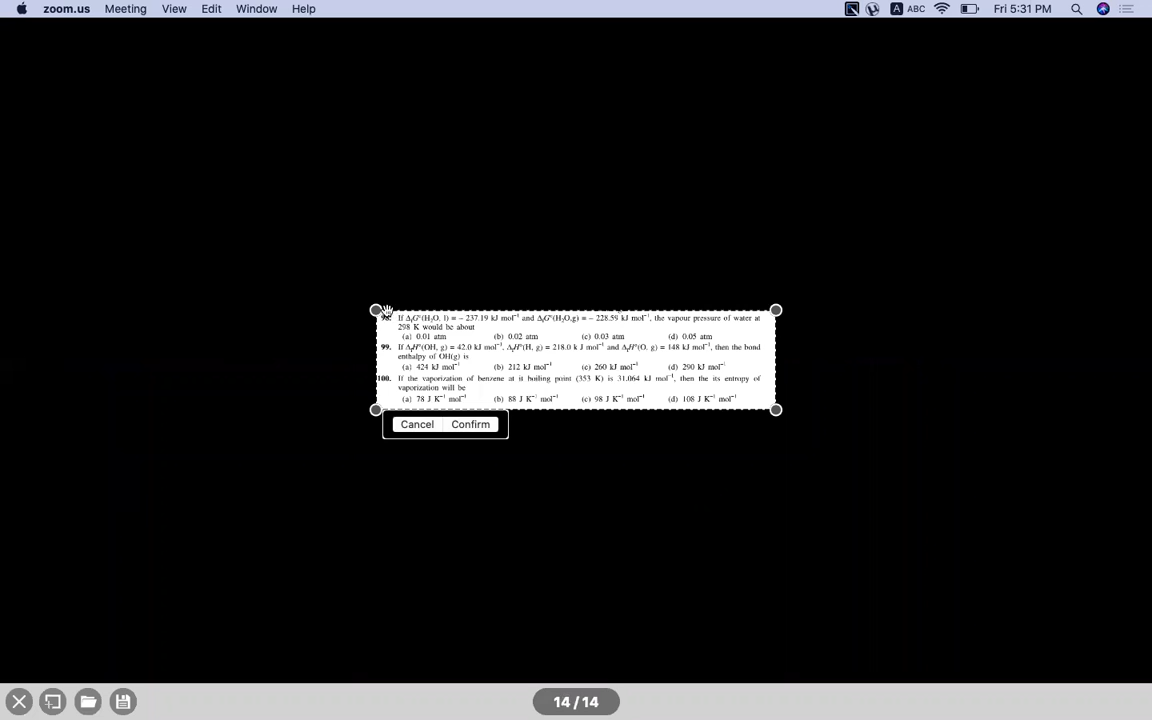 zoom.us Meeting View Edit Window Help A ABC Fri 5:31 PM
98. If ΔfG°(H₂O, l) = – 237.19 kJ mol⁻¹ and ΔfG°(H₂O,g) = – 228.59 kJ mol⁻¹, the vapour pressure of water at
298 K would be about
(a) 0.01 atm (b) 0.02 atm (c) 0.03 atm (d) 0.05 atm
99. If ΔfH°(OH, g) = 42.0 kJ mol⁻¹, ΔfH°(H, g) = 218.0 k J mol⁻¹ and ΔfH°(O, g) = 148 kJ mol⁻¹, then the bond
enthalpy of OH(g) is
(a) 424 kJ mol⁻¹ (b) 212 kJ mol⁻¹ (c) 260 kJ mol⁻¹ (d) 290 kJ mol⁻¹
100. If the vaporization of benzene at it boiling point (353 K) is 31.064 kJ mol⁻¹, then the its entropy of
vaporization will be
(a) 78 J K⁻¹ mol⁻¹ (b) 88 J K⁻¹ mol⁻¹ (c) 98 J K⁻¹ mol⁻¹ (d) 108 J K⁻¹ mol⁻¹
Cancel Confirm
14 / 14